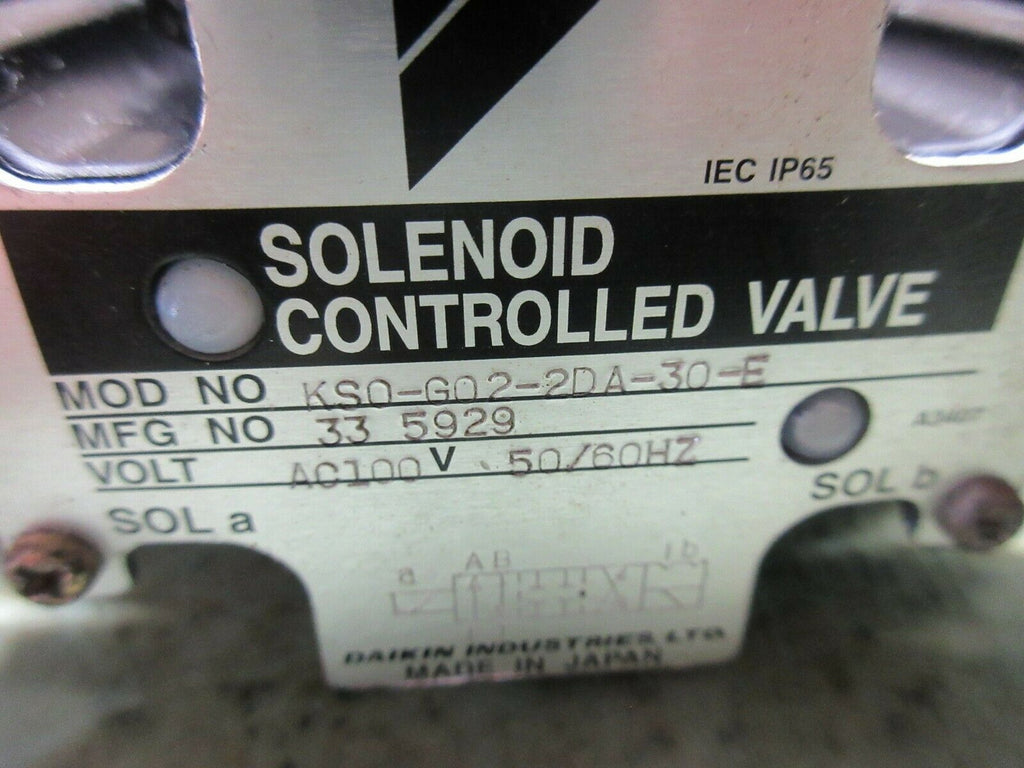 IEC IP65
SOLENOID
CONTROLLED VALVE
MOD NO KSO-G02-2DA-30-E
MFG NO 33 5929
VOLT AC100V 50/60HZ
SOL a
SOL b
a A B b
DAIKIN INDUSTRIES, LTD.
MADE IN JAPAN